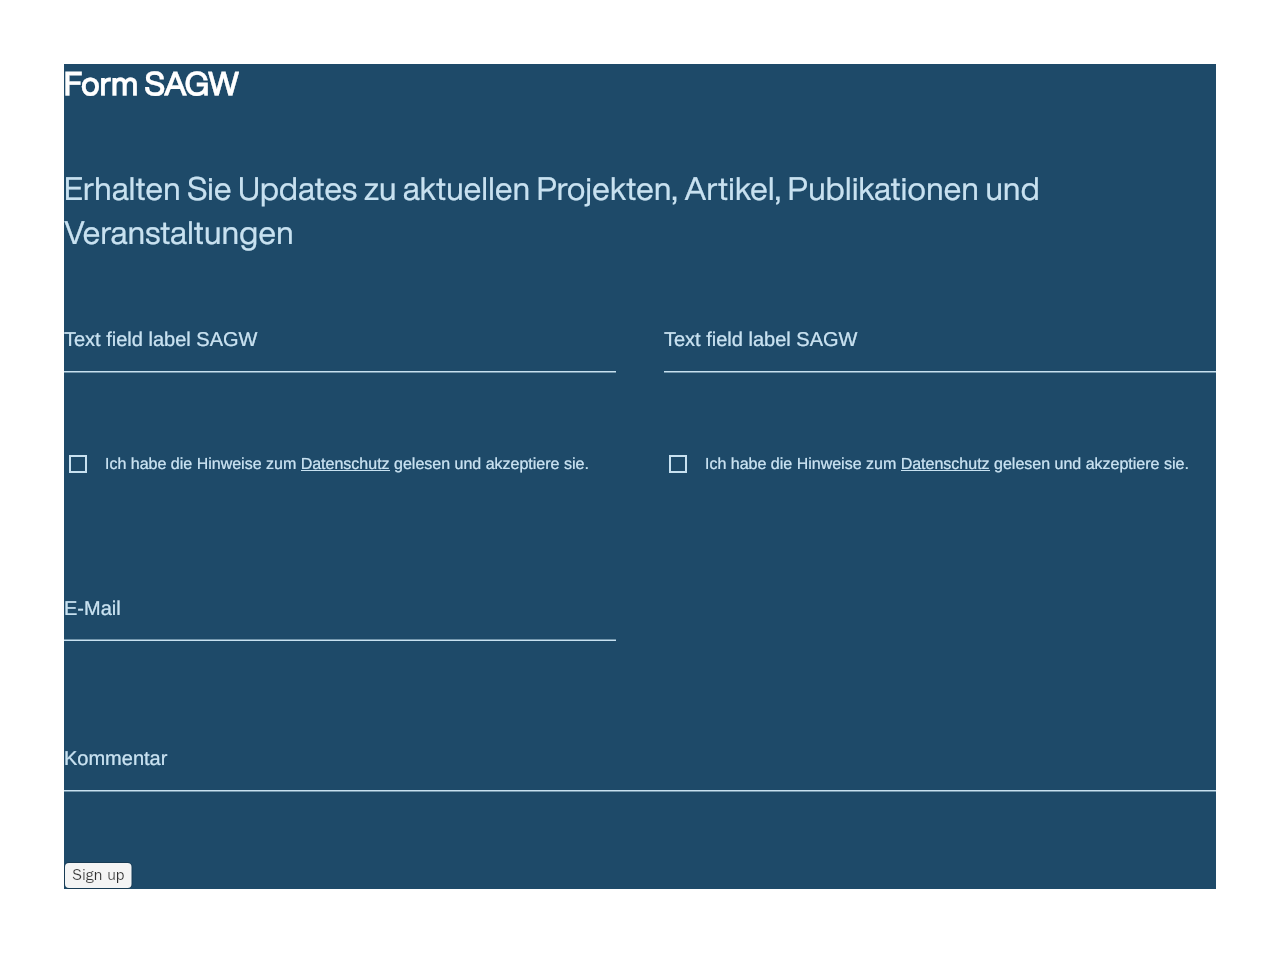 Form SAGW
Erhalten Sie Updates zu aktuellen Projekten, Artikel, Publikationen und
Veranstaltungen
Text field label SAGW
Text field label SAGW
Ich habe die Hinweise zum Datenschutz gelesen und akzeptiere sie.
Ich habe die Hinweise zum Datenschutz gelesen und akzeptiere sie.
E-Mail
Kommentar
Sign up